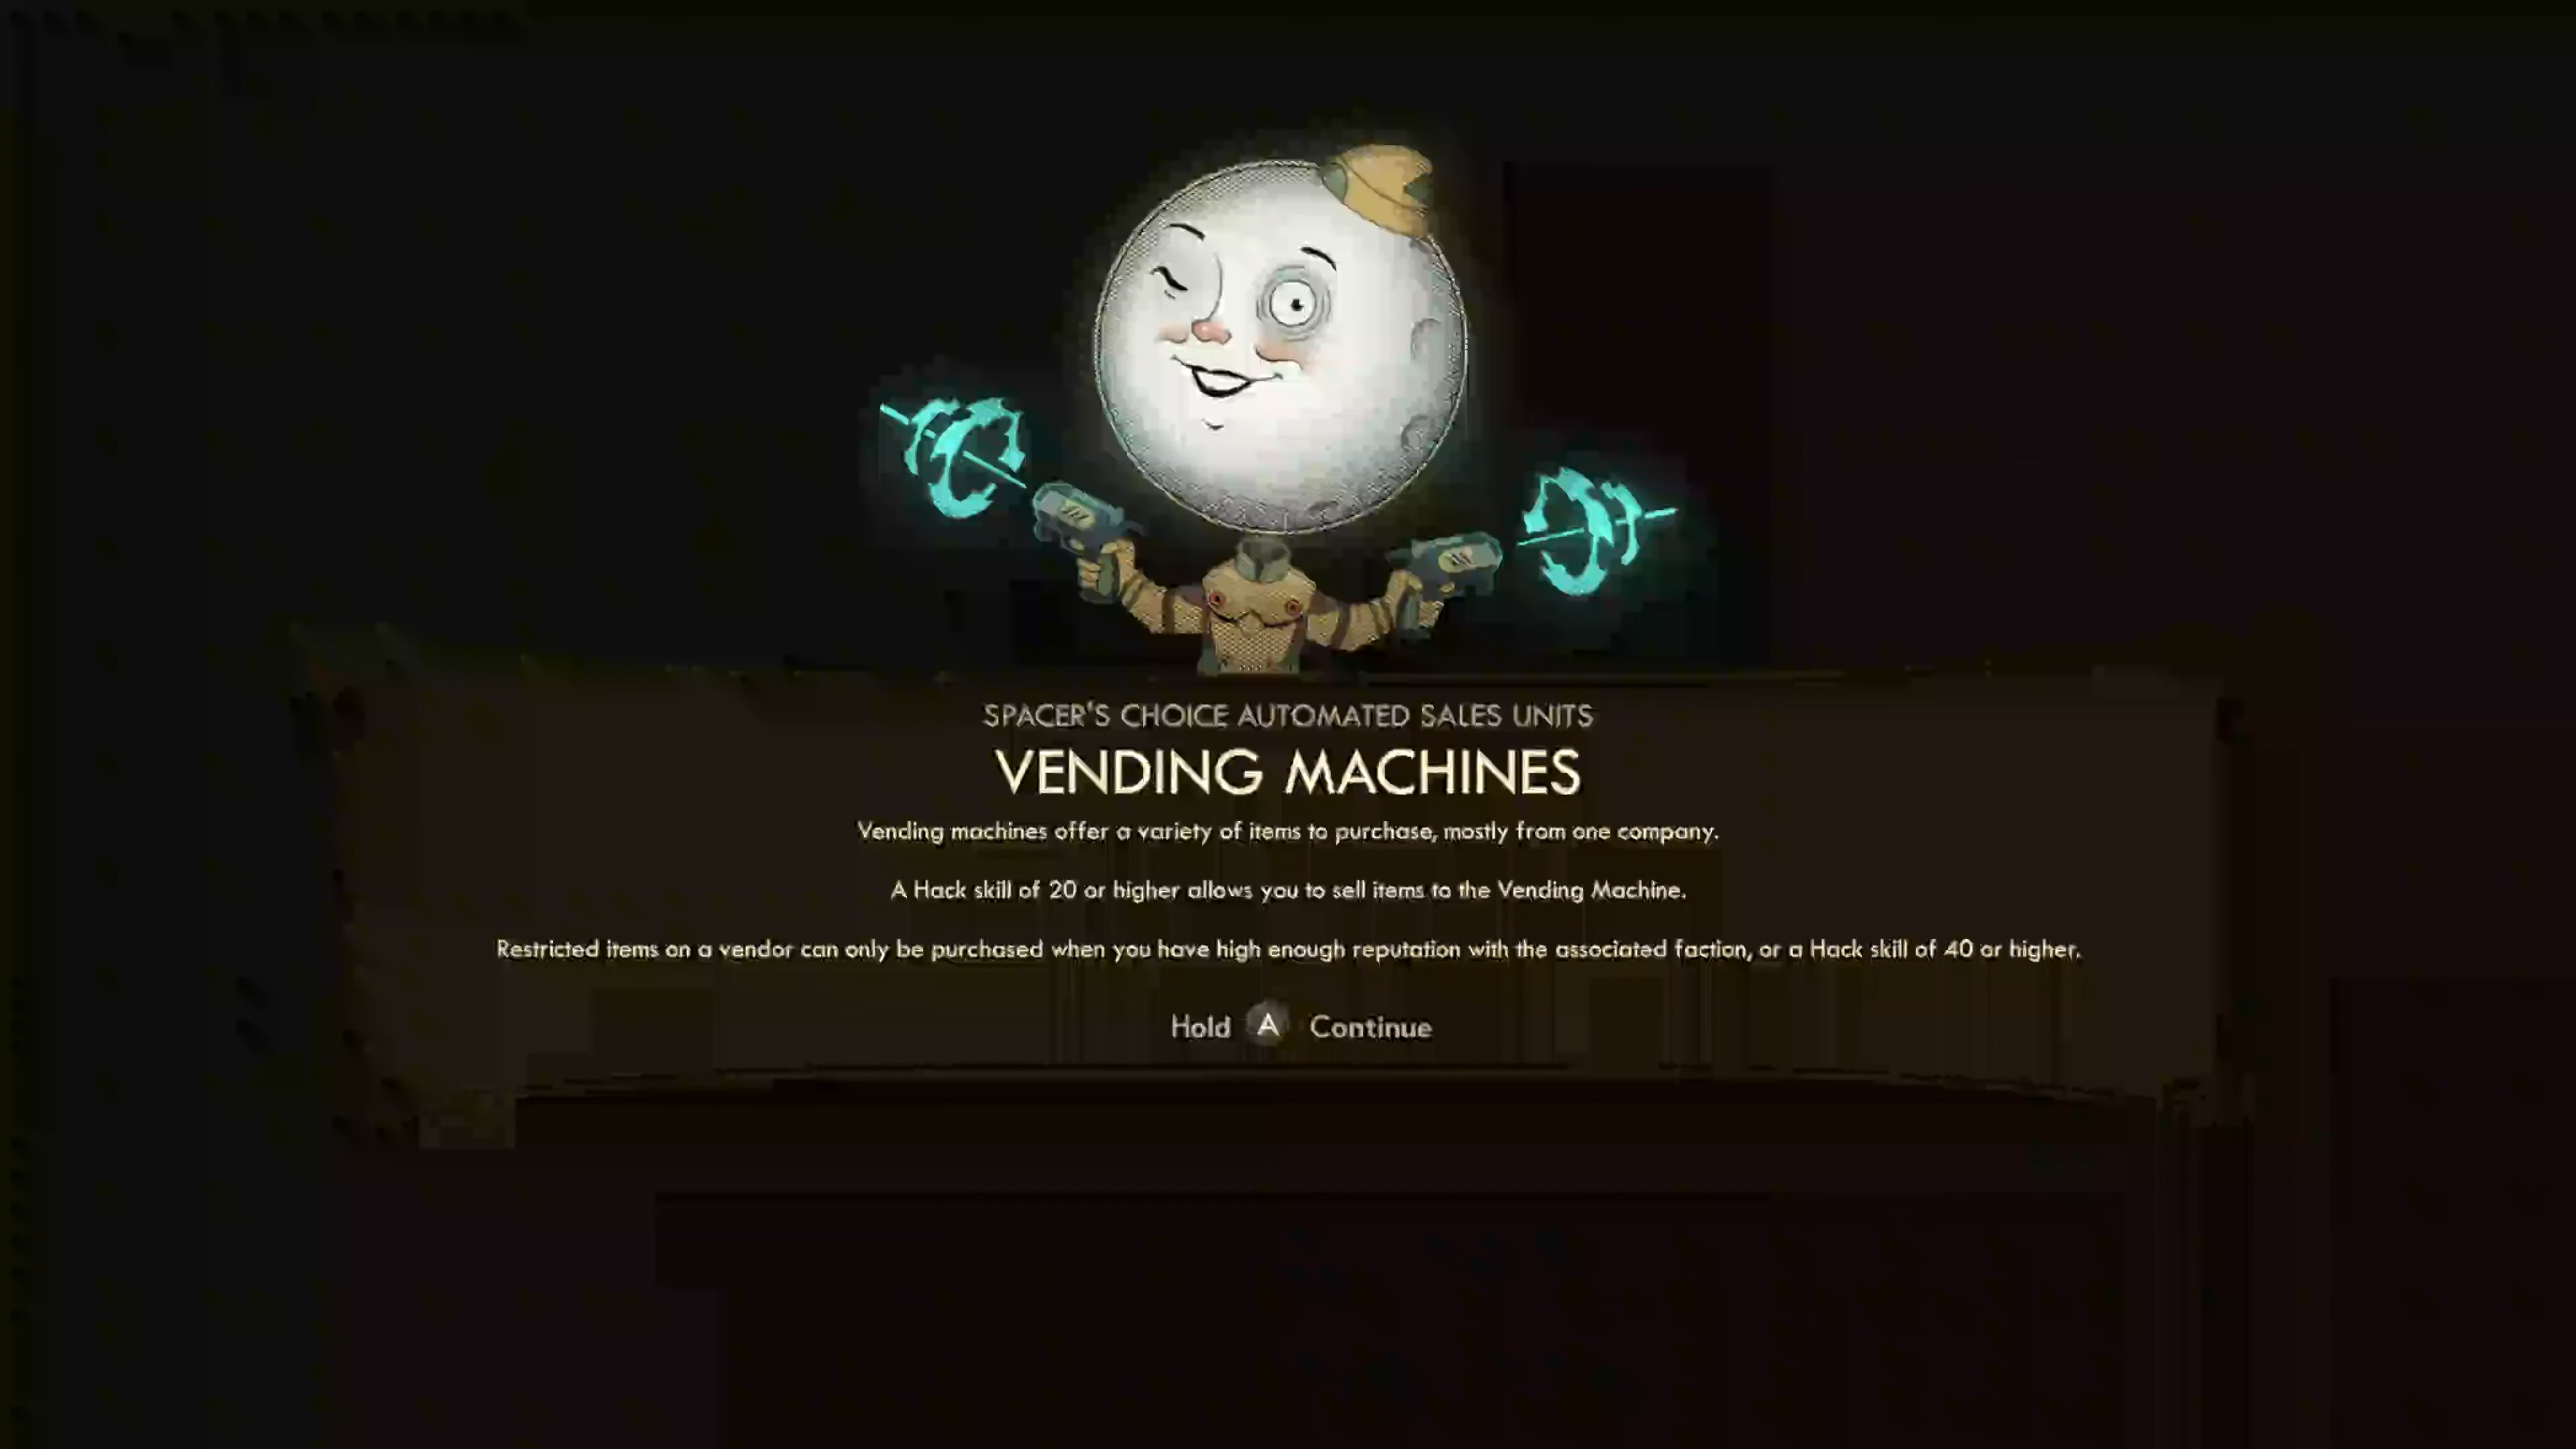 SPACER'S CHOICE AUTOMATED SALES UNITS
VENDING MACHINES
Vending machines offer a variety of items to purchase, mostly from one company.
A Hack skill of 20 or higher allows you to sell items to the Vending Machine.
Restricted items on a vendor can only be purchased when you have high enough reputation with the associated faction, or a Hack skill of 40 or higher.
Hold A Continue